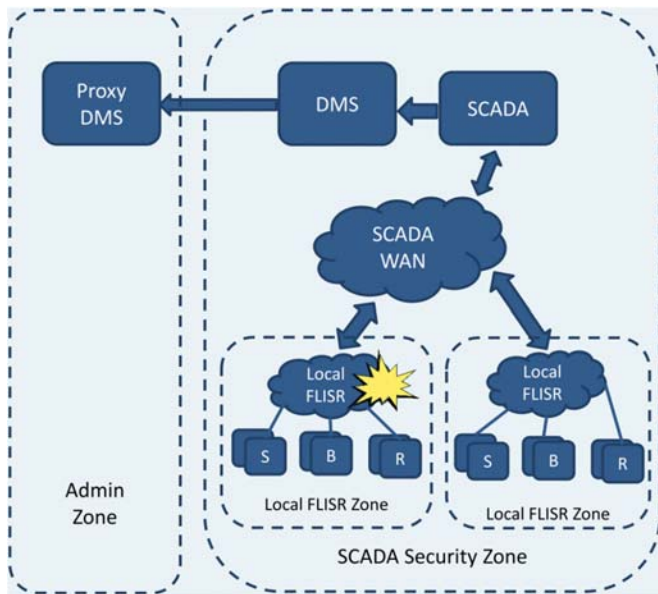 Proxy
DMS
DMS
SCADA
SCADA
WAN
Local
FLISR
S
B
R
Local FLISR Zone
Local
FLISR
S
B
R
Local FLISR Zone
Admin
Zone
SCADA Security Zone